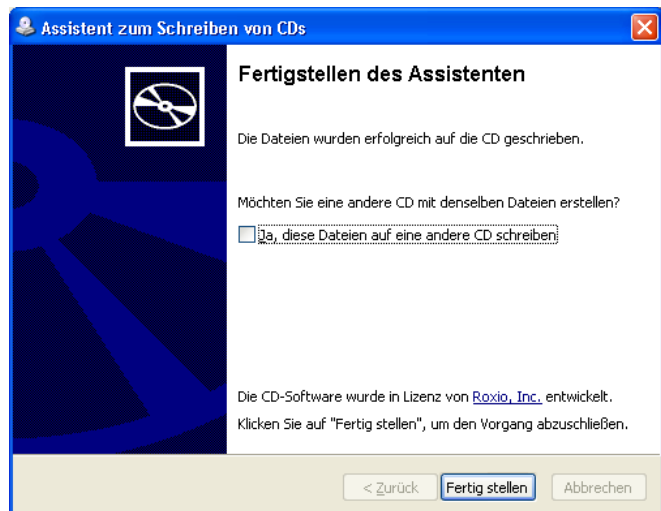 Assistent zum Schreiben von CDs
Fertigstellen des Assistenten
Die Dateien wurden erfolgreich auf die CD geschrieben.
Möchten Sie eine andere CD mit denselben Dateien erstellen?
Ja, diese Dateien auf eine andere CD schreiben
Die CD-Software wurde in Lizenz von Roxio, Inc. entwickelt.
Klicken Sie auf "Fertig stellen", um den Vorgang abzuschließen.
< Zurück Fertig stellen Abbrechen